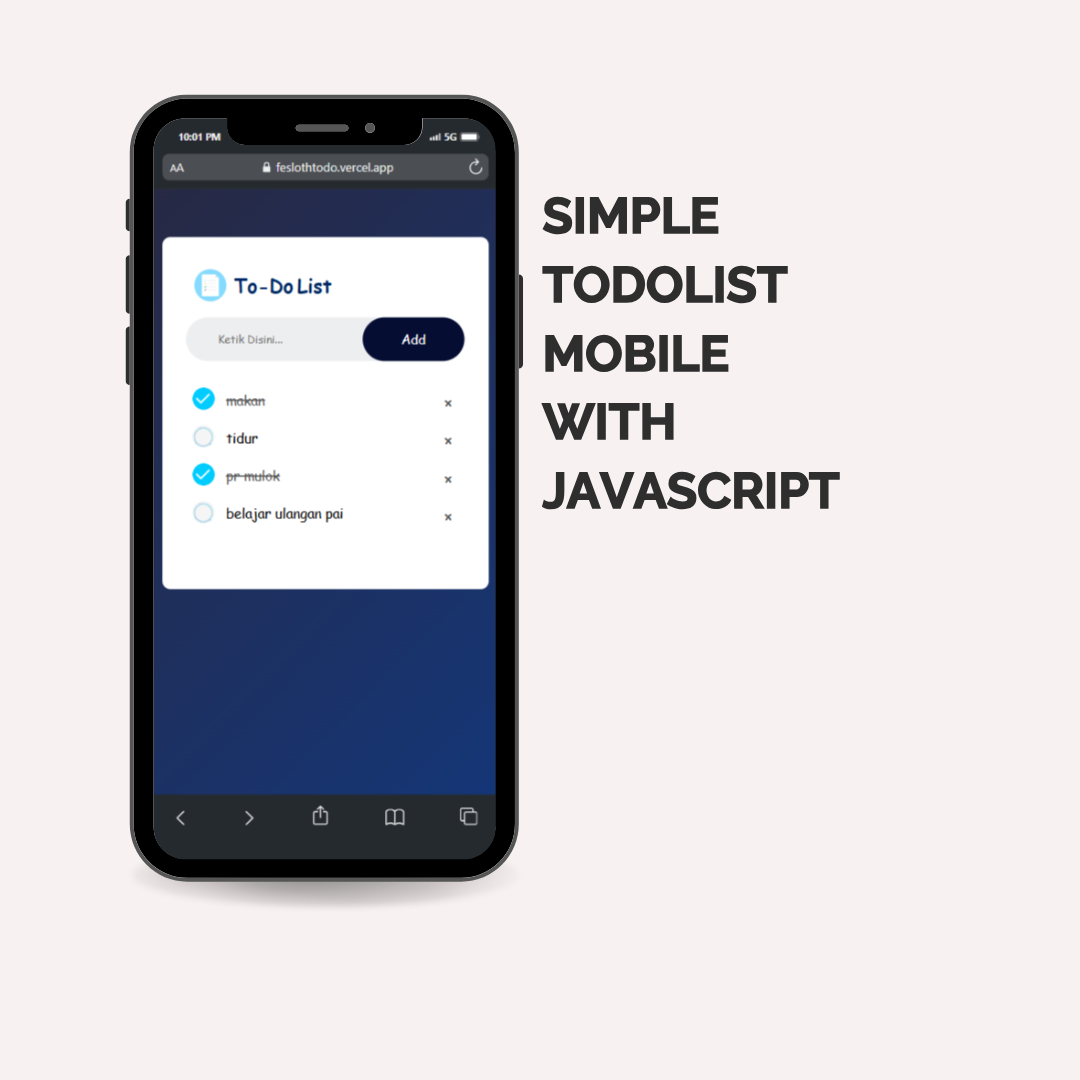 10:01 PM 5G
AA feslothtodo.vercel.app
To-Do List
Ketik Disini... Add
makan ×
tidur ×
pr mulok ×
belajar ulangan pai ×
SIMPLE
TODOLIST
MOBILE
WITH
JAVASCRIPT